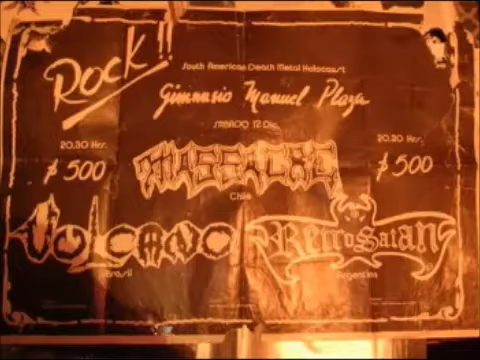 Rock!!
South American Death Metal Holocaust
Gimnasio Manuel Plaza
SABADO 12 Dic.
20.30 Hrs.
$500
20.30 Hrs.
$500
MASSACRE
Chile
VULCANO
Brasil
RetroSatan
Argentina